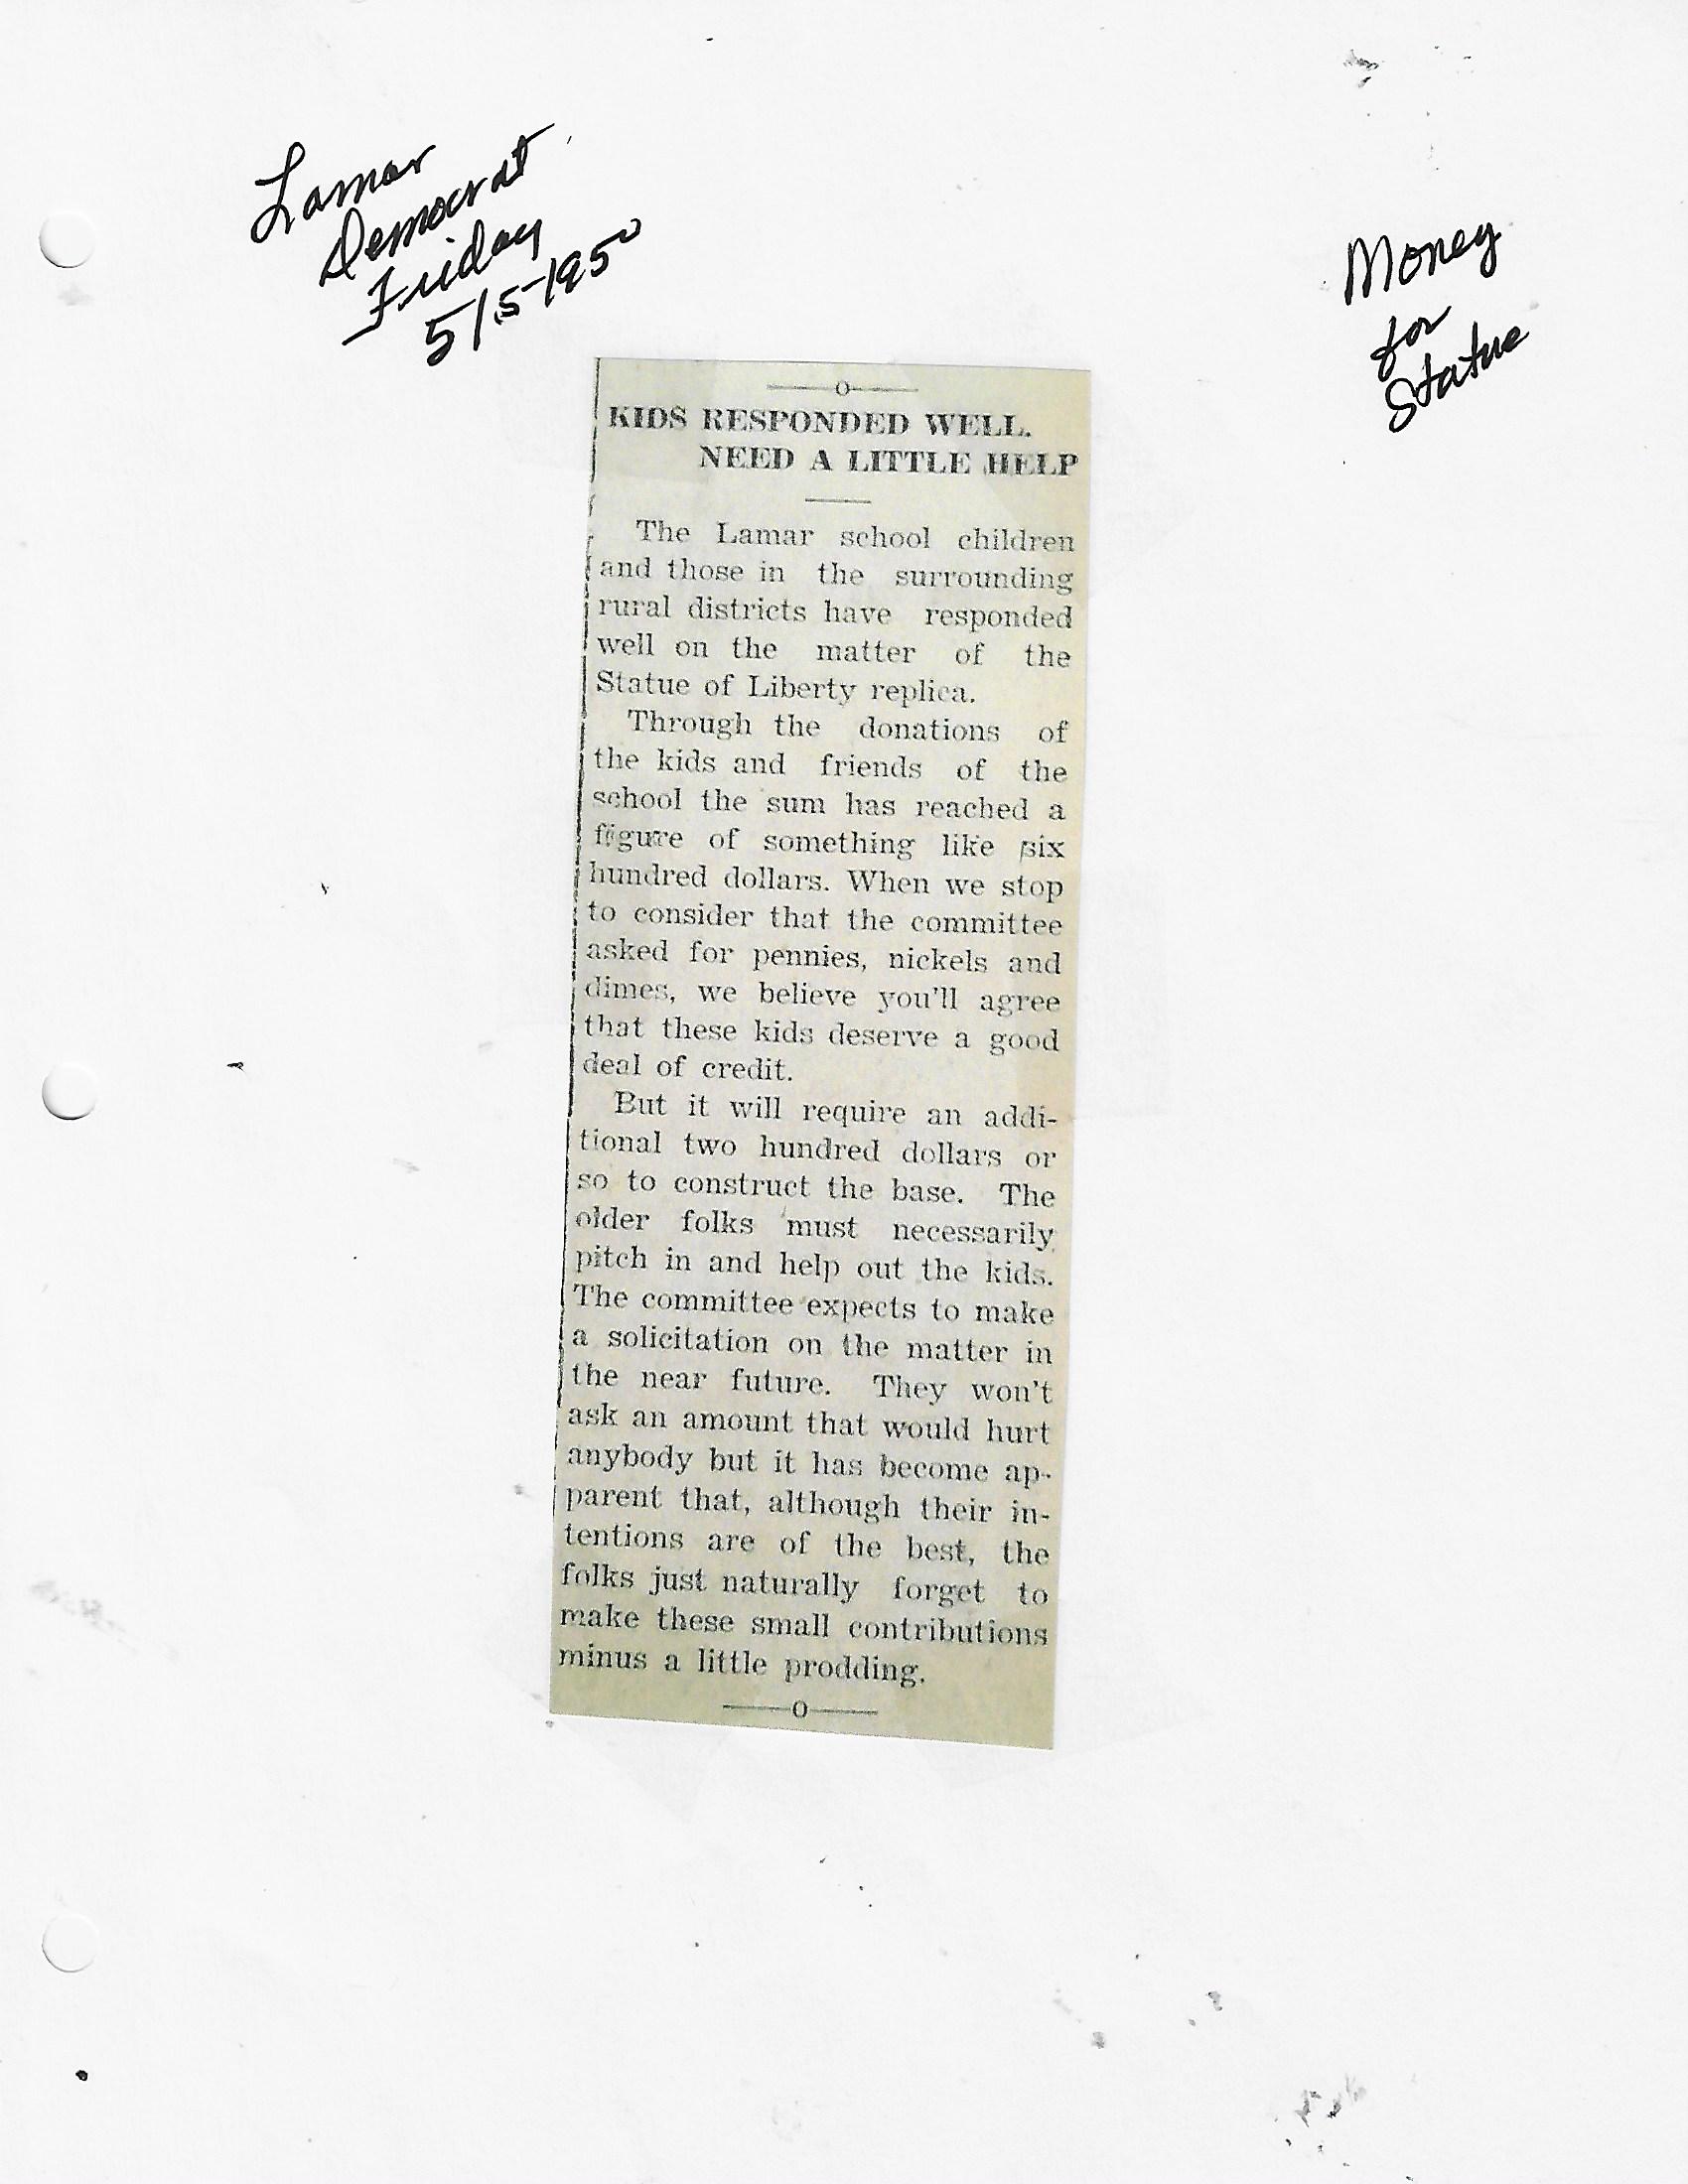 Lamar
Democrat
Friday
5/5-1950
Money
for
Statue
KIDS RESPONDED WELL.
NEED A LITTLE HELP
The Lamar school children
and those in the surrounding
rural districts have responded
well on the matter of the
Statue of Liberty replica.
Through the donations of
the kids and friends of the
school the sum has reached a
figure of something like six
hundred dollars. When we stop
to consider that the committee
asked for pennies, nickels and
dimes, we believe you'll agree
that these kids deserve a good
deal of credit.
But it will require an addi-
tional two hundred dollars or
so to construct the base. The
older folks must necessarily
pitch in and help out the kids.
The committee expects to make
a solicitation on the matter in
the near future. They won't
ask an amount that would hurt
anybody but it has become ap-
parent that, although their in-
tentions are of the best, the
folks just naturally forget to
make these small contributions
minus a little prodding.